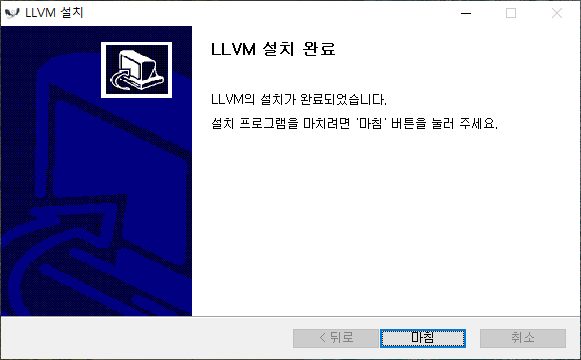 LLVM 설치
LLVM 설치 완료
LLVM의 설치가 완료되었습니다.
설치 프로그램을 마치려면 '마침' 버튼을 눌러 주세요.
< 뒤로
마침
취소